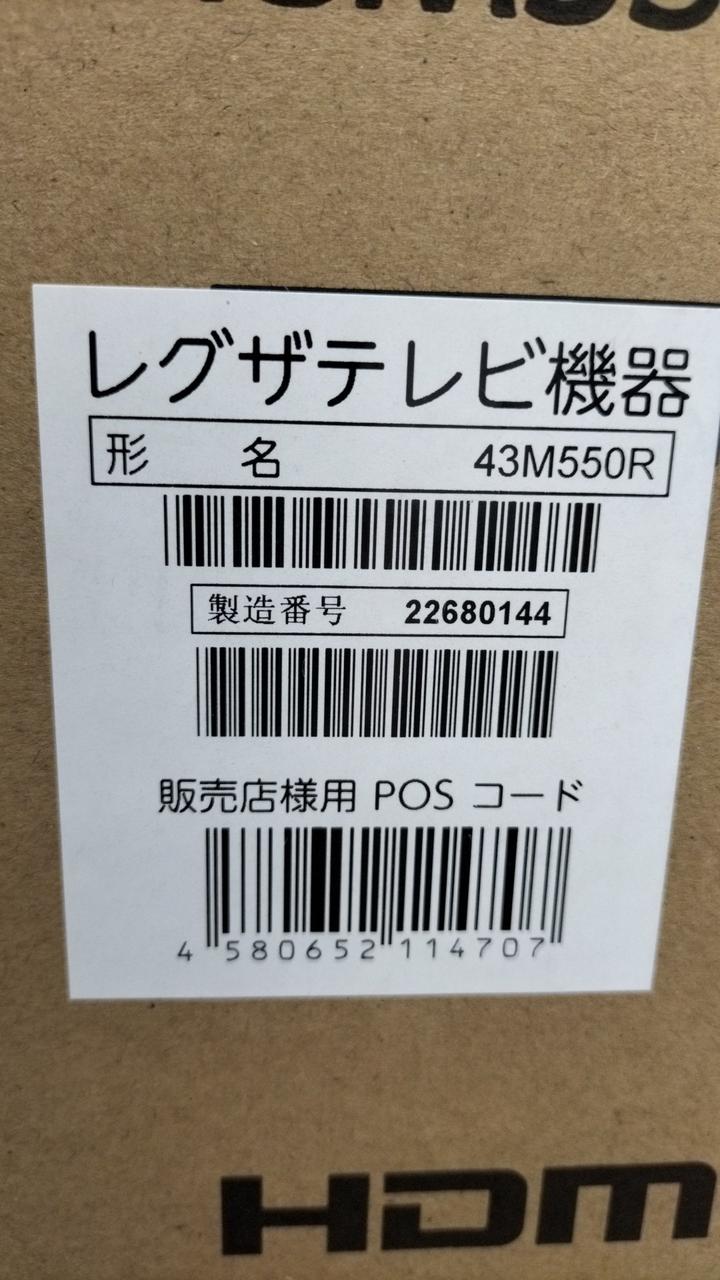 レグザテレビ機器
形 名 43M550R
製造番号 22680144
販売店様用 POS コード
4 580652 114707
HDM